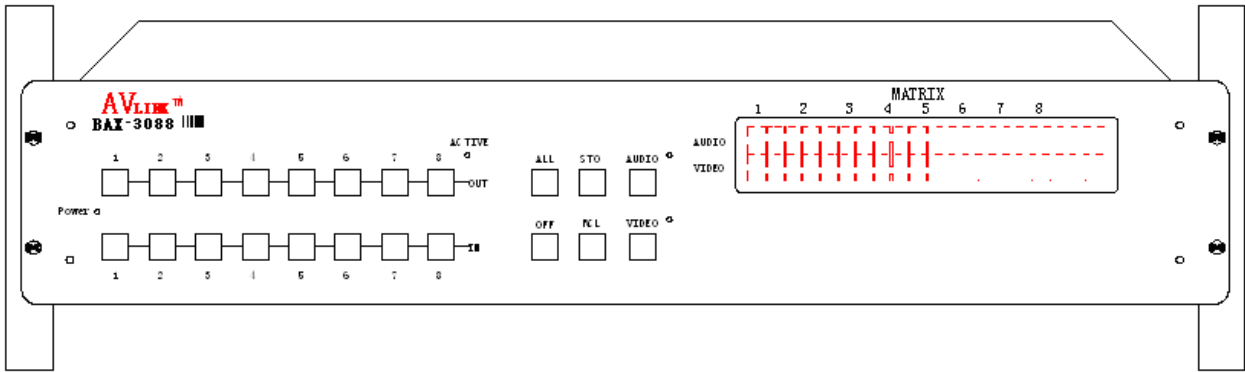 MATRIX
AVLINK™
1 2 3 4 5 6 7 8
BAX-3088
ACTIVE
AUDIO
1 2 3 4 5 6 7 8
ALL STO AUDIO
VIDEO
OUT
Power
OFF RCL VIDEO
IN
1 2 3 4 5 6 7 8